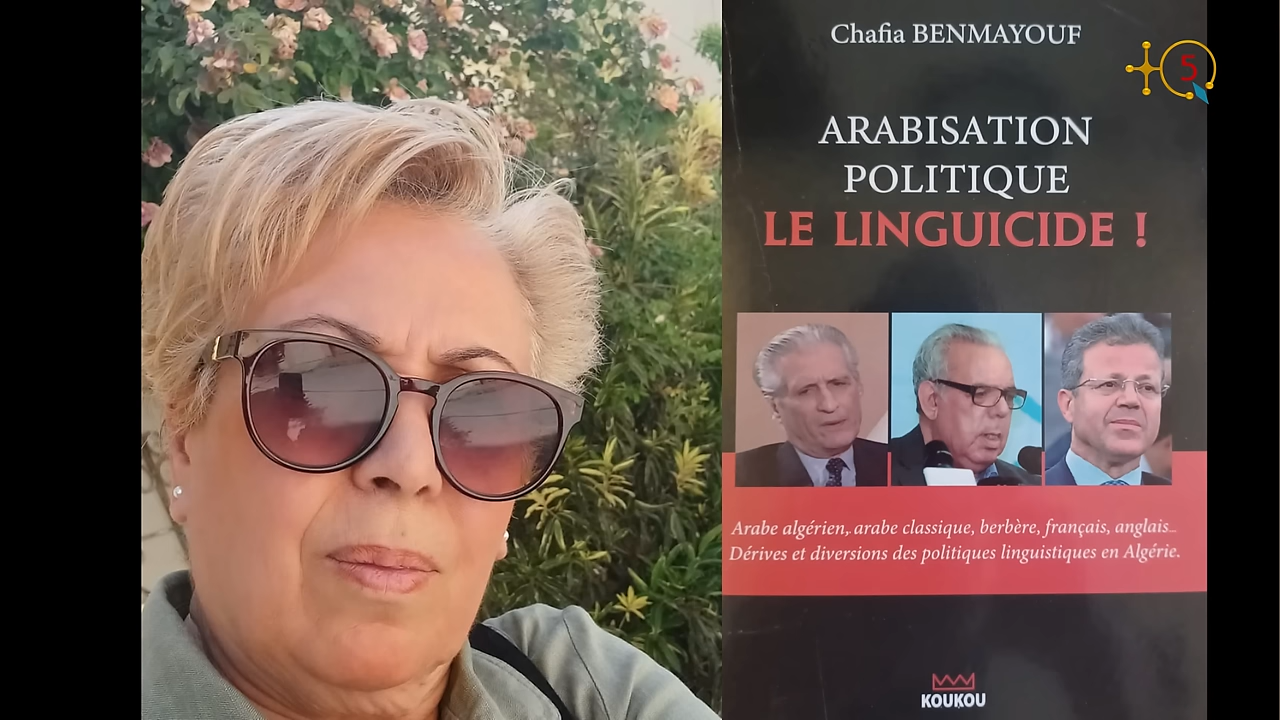 Chafia BENMAYOUF
5
ARABISATION
POLITIQUE
LE LINGUICIDE !
Arabe algérien, arabe classique, berbère, français, anglais...
Dérives et diversions des politiques linguistiques en Algérie.
KOUKOU